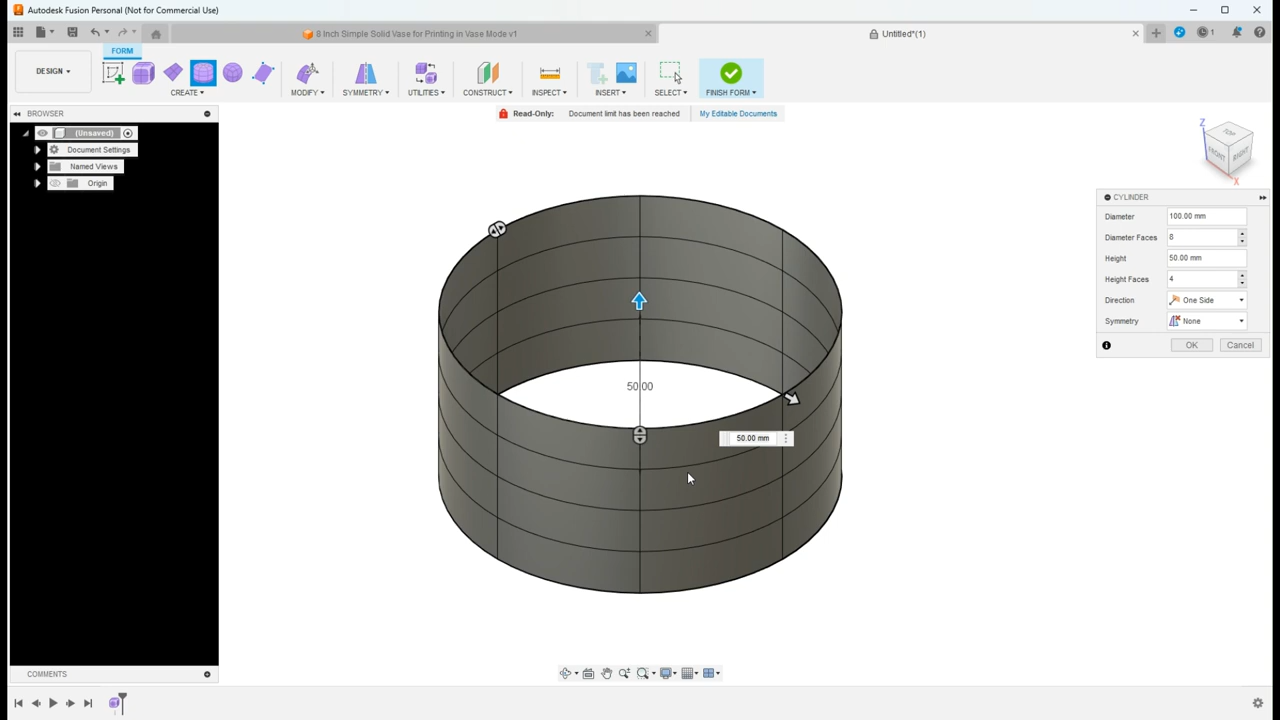 Autodesk Fusion Personal (Not for Commercial Use)
8 Inch Simple Solid Vase for Printing in Vase Mode v1
Untitled*(1)
1
FORM
DESIGN
CREATE
MODIFY
SYMMETRY
UTILITIES
CONSTRUCT
INSPECT
INSERT
SELECT
FINISH FORM
BROWSER
Read-Only: Document limit has been reached My Editable Documents
(Unsaved)
Document Settings
Named Views
Origin
Z
TOP
FRONT
RIGHT
X
CYLINDER
Diameter 100.00 mm
Diameter Faces 8
Height 50.00 mm
Height Faces 4
Direction One Side
Symmetry None
OK Cancel
50.00
50.00 mm
COMMENTS